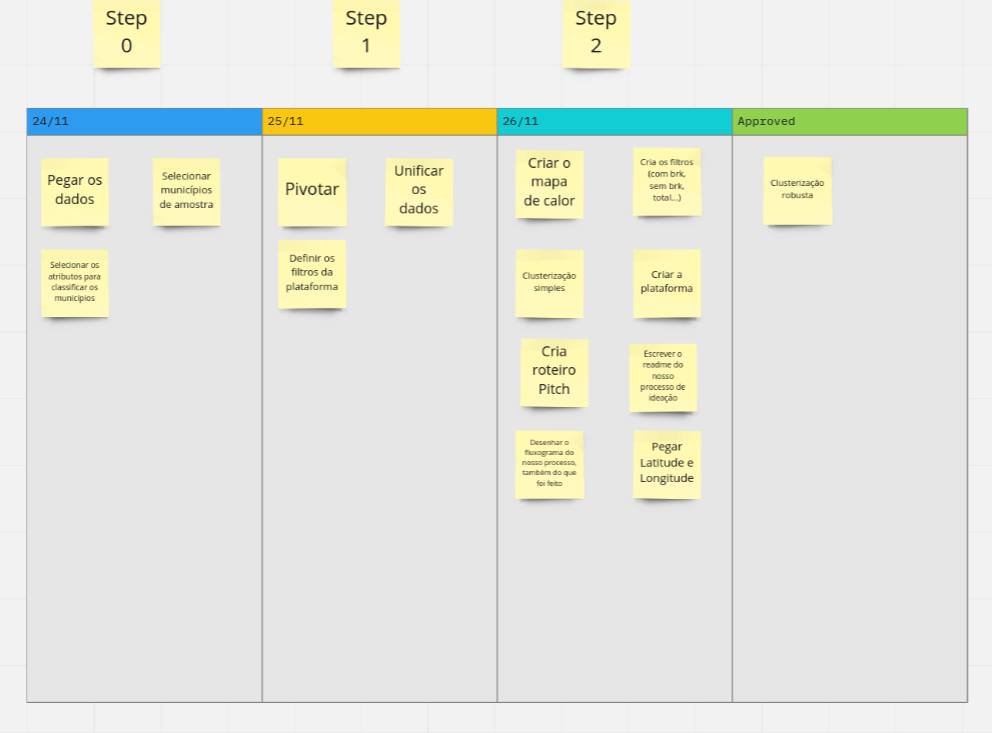 Step
0
Step
1
Step
2
24/11
25/11
26/11
Approved
Pegar os
dados
Selecionar
municípios
de amostra
Selecionar os
atributos para
classificar os
municípios
Pivotar
Unificar
os
dados
Definir os
filtros da
plataforma
Criar o
mapa
de calor
Cria os filtros
(com brk,
sem brk,
total...)
Clusterização
simples
Criar a
plataforma
Cria
roteiro
Pitch
Escrever o
readme do
nosso
processo de
ideação
Desenhar o
fluxograma do
nosso processo,
também do que
foi feito
Pegar
Latitude e
Longitude
Clusterização
robusta